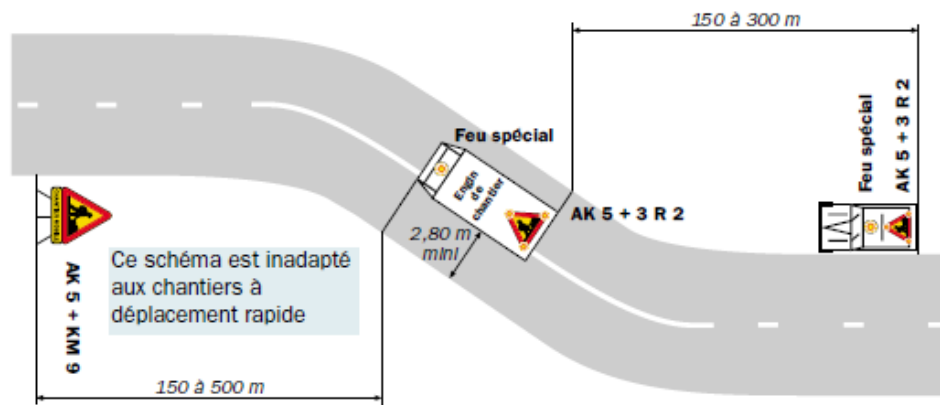 150 à 300 m
Feu spécial
Feu spécial
AK 5 + 3 R 2
Engin
de
chantier
AK 5 + 3 R 2
2,80 m
mini
Ce schéma est inadapté
aux chantiers à
déplacement rapide
AK 5 + KM 9
150 à 500 m